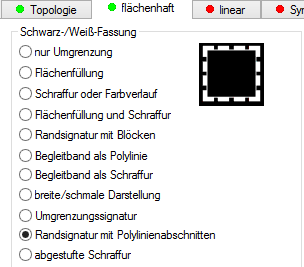 Topologie flächenhaft linear
Schwarz-/Weiß-Fassung
nur Umgrenzung
Flächenfüllung
Schraffur oder Farbverlauf
Flächenfüllung und Schraffur
Randsignatur mit Blöcken
Begleitband als Polylinie
Begleitband als Schraffur
breite/schmale Darstellung
Umgrenzungssignatur
Randsignatur mit Polylinienabschnitten
abgestufte Schraffur